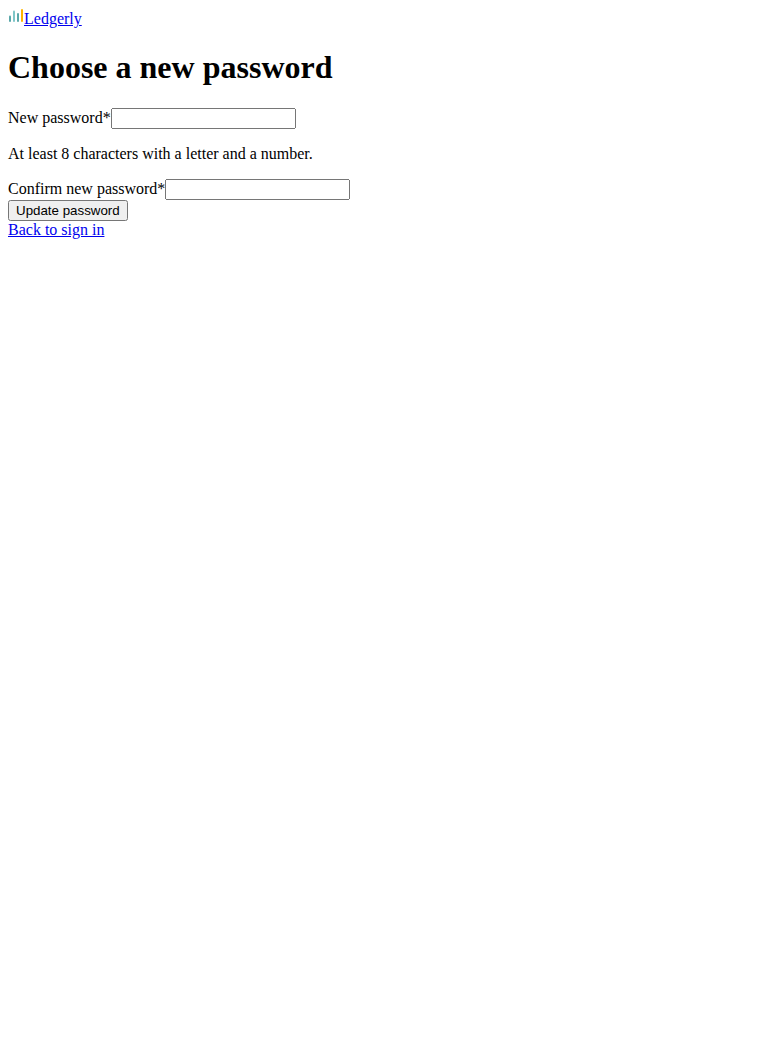 Ledgerly
Choose a new password
New password*
At least 8 characters with a letter and a number.
Confirm new password*
Update password
Back to sign in